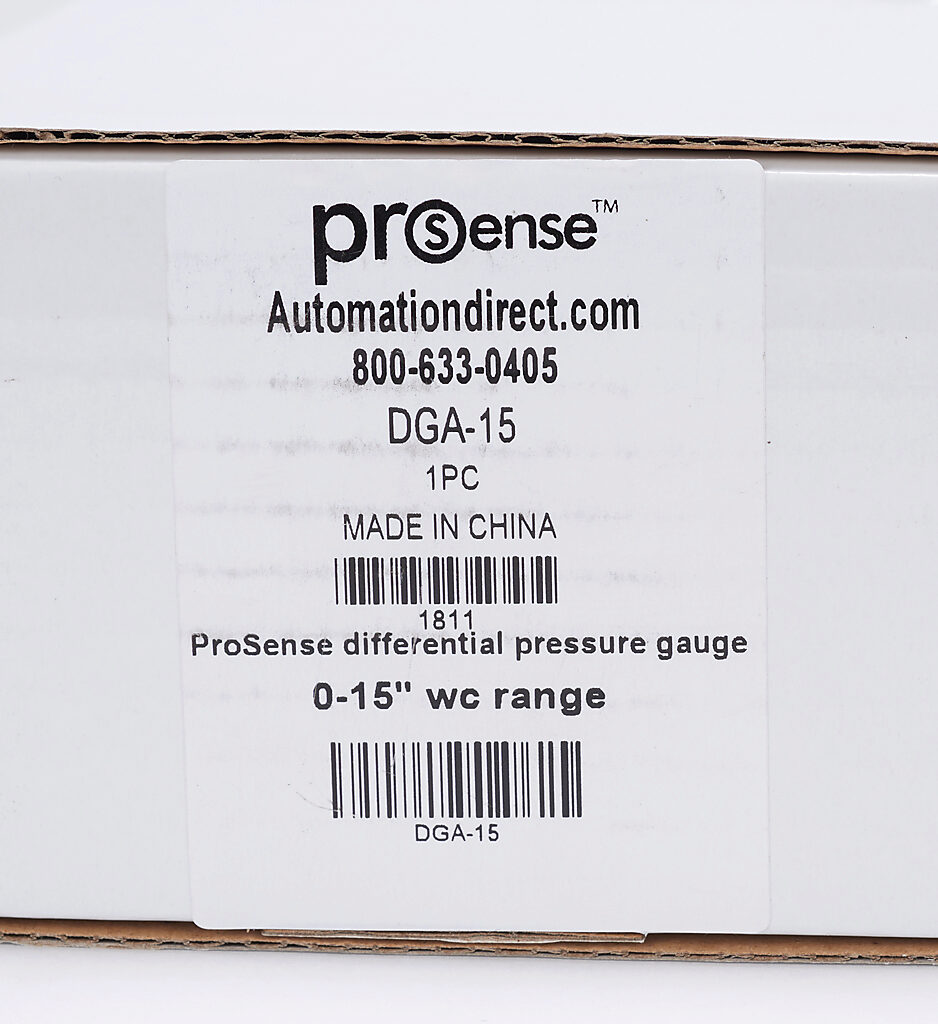 proSense™
Automationdirect.com
800-633-0405
DGA-15
1PC
MADE IN CHINA
1811
ProSense differential pressure gauge
0-15" wc range
DGA-15